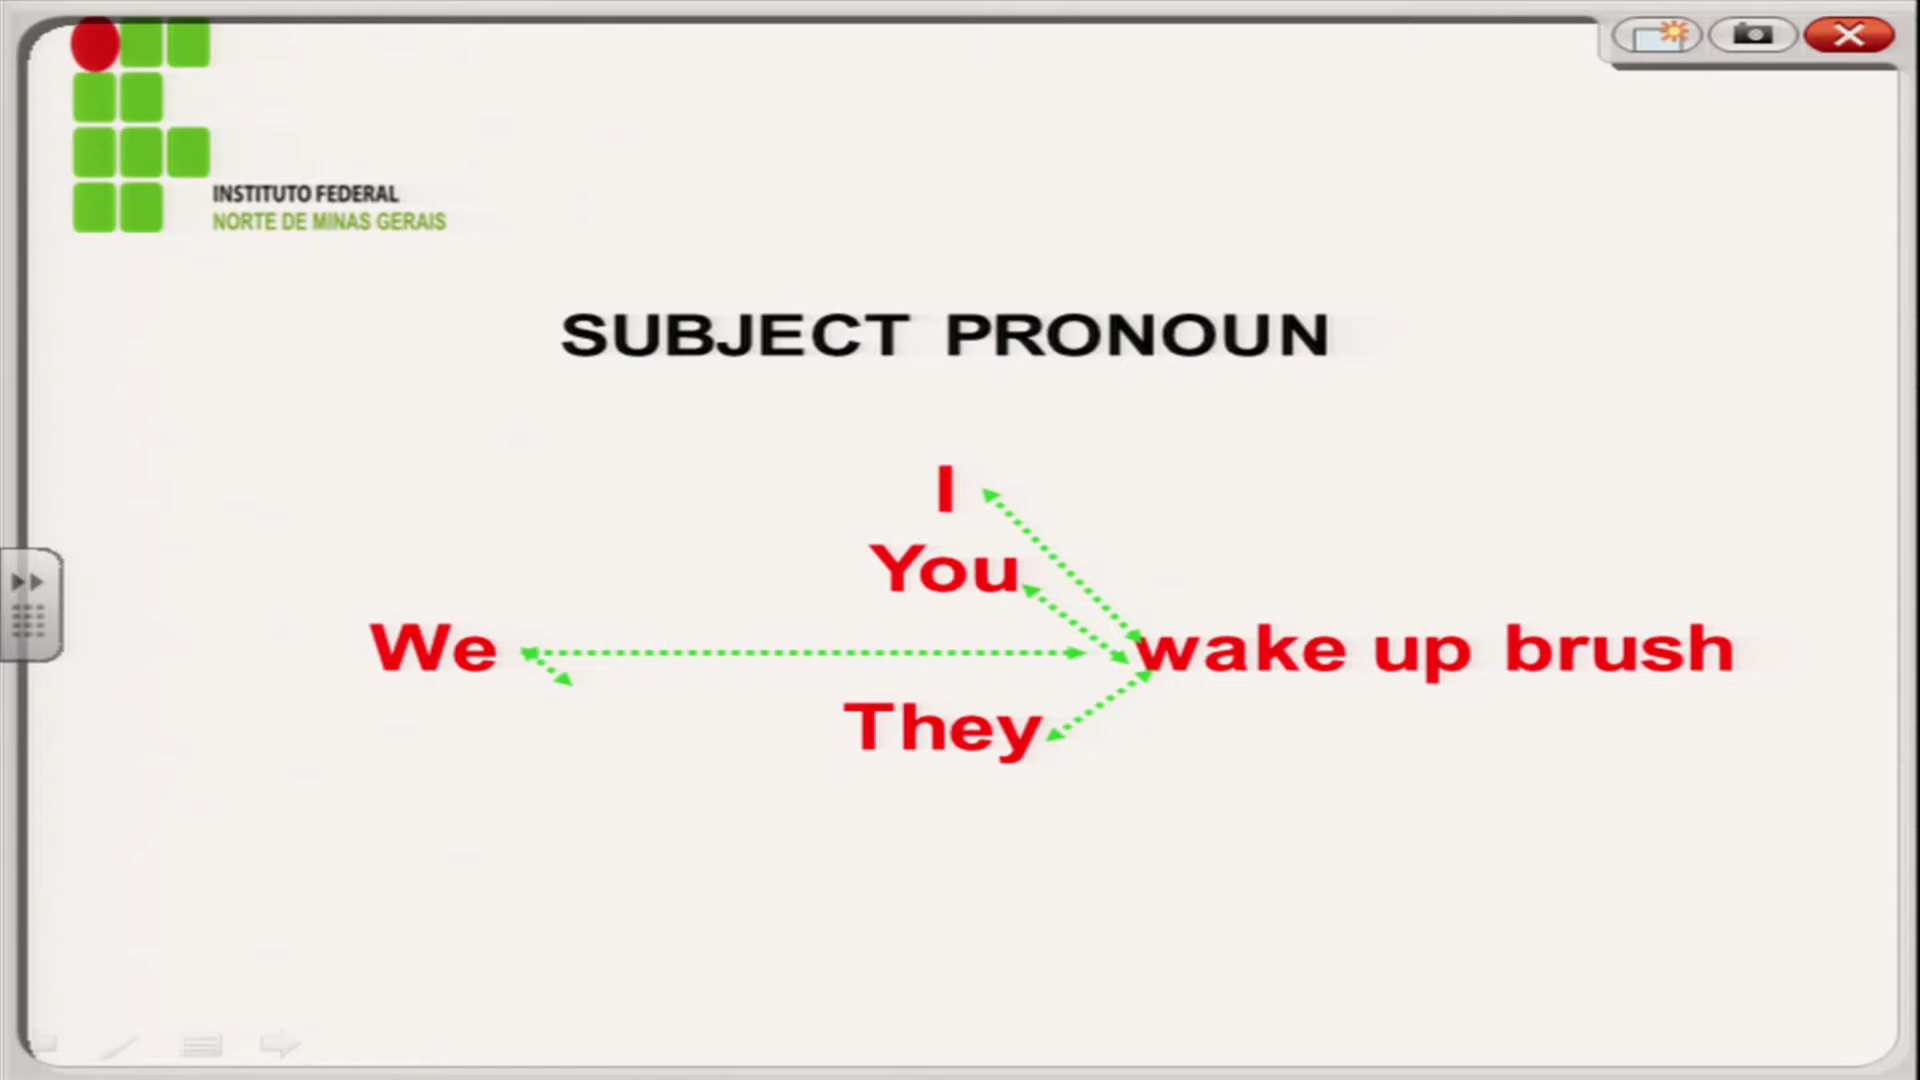 INSTITUTO FEDERAL
NORTE DE MINAS GERAIS
SUBJECT PRONOUN
I
You
We wake up brush
They